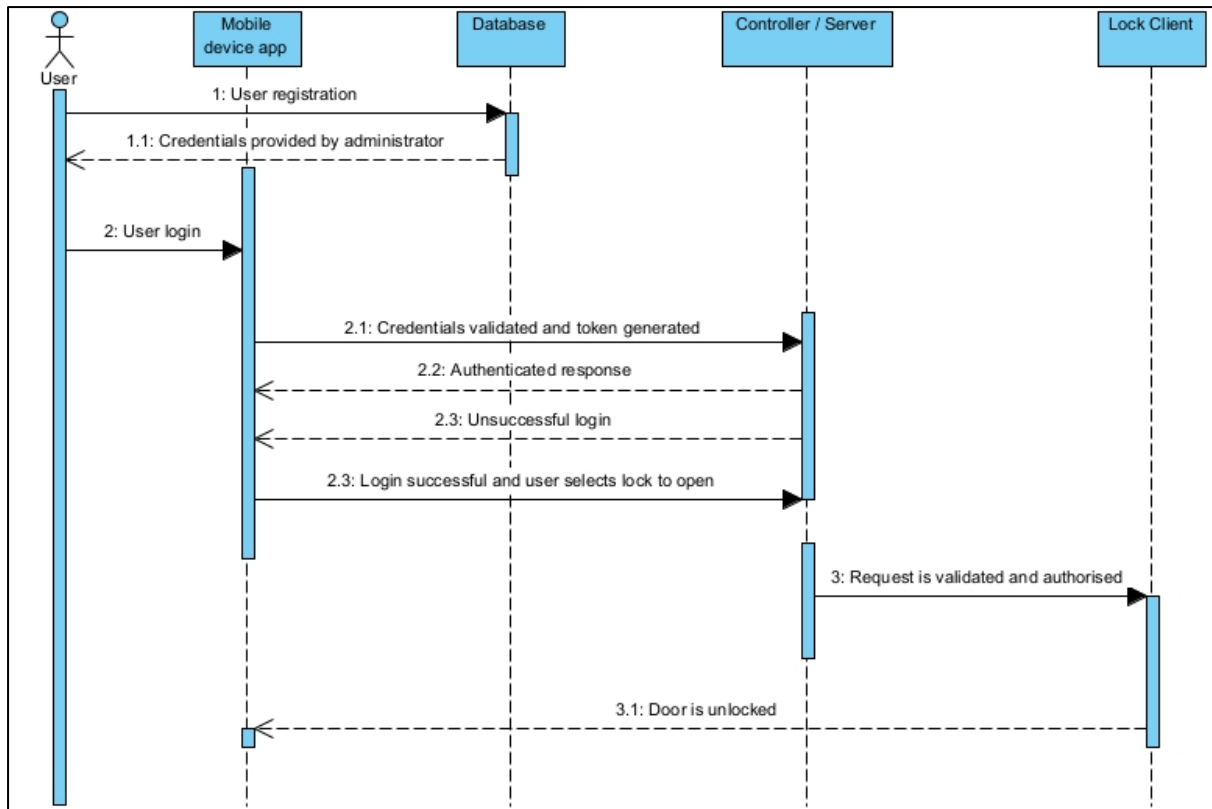 Mobile
device app
Database
Controller / Server
Lock Client
User
1: User registration
1.1: Credentials provided by administrator
2: User login
2.1: Credentials validated and token generated
2.2: Authenticated response
2.3: Unsuccessful login
2.3: Login successful and user selects lock to open
3: Request is validated and authorised
3.1: Door is unlocked